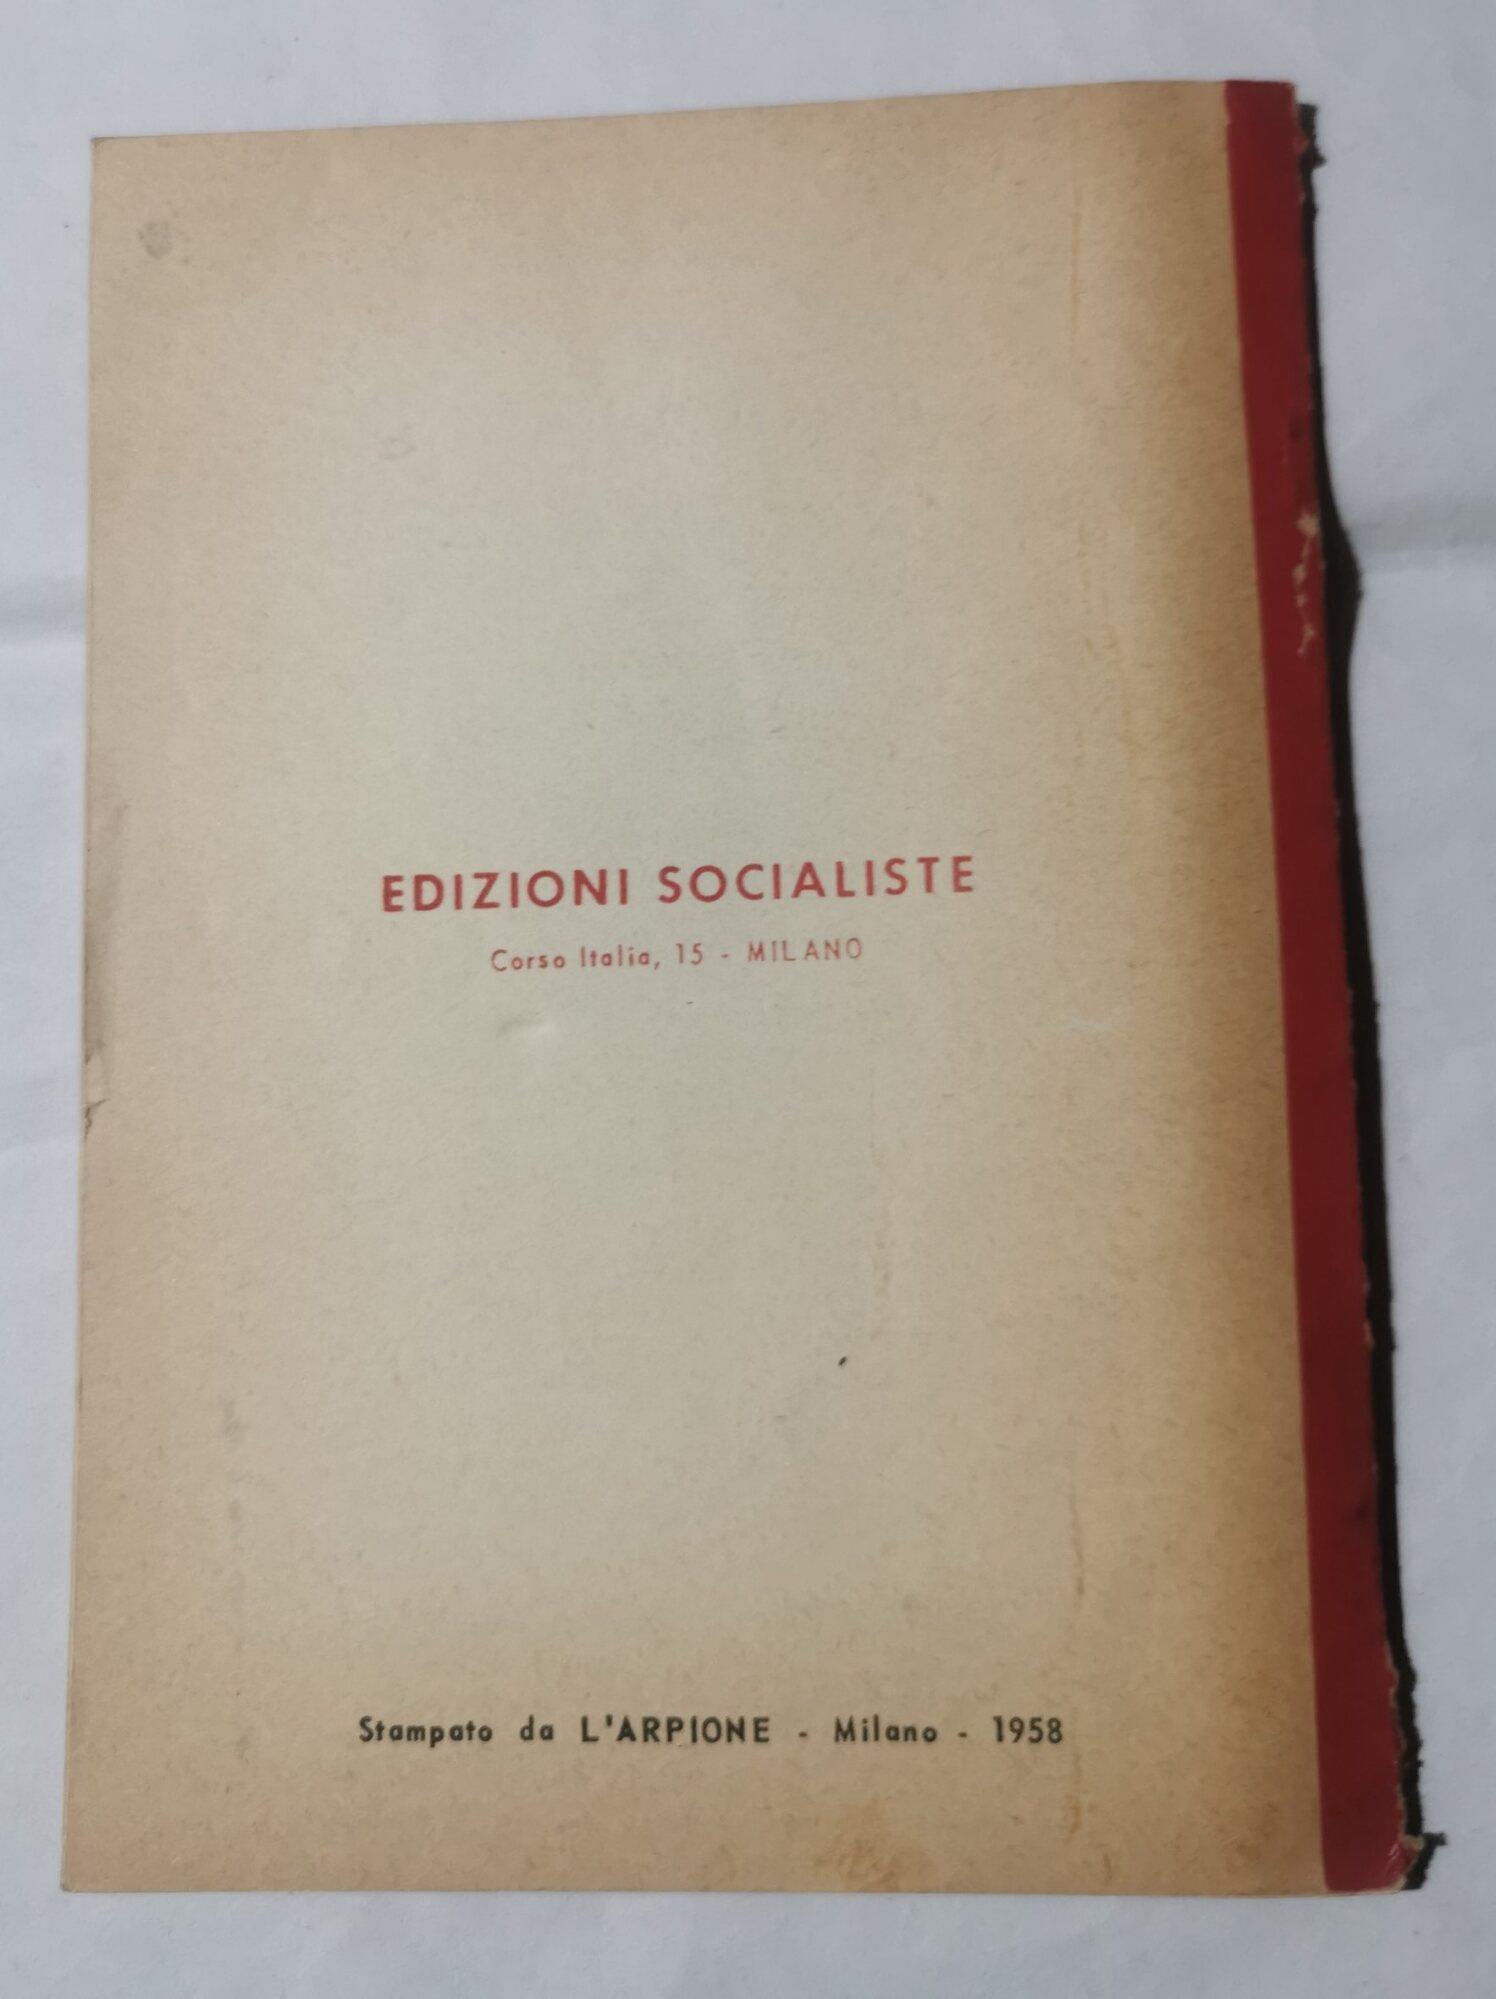 EDIZIONI SOCIALISTE
Corso Italia, 15 - MILANO
Stampato da L'ARPIONE - Milano - 1958